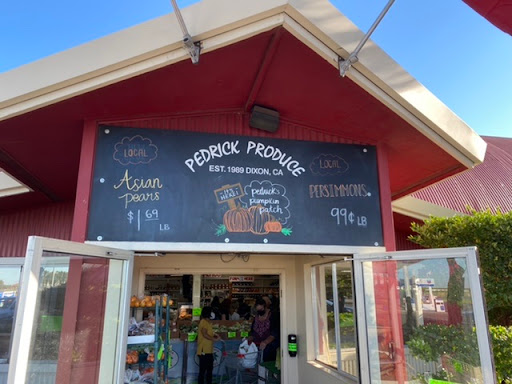 PEDRICK PRODUCE
EST. 1989 DIXON, CA
LOCAL
Asian
pears
$1 69
LB
pedrick's
pumpkin
patch
LOCAL
PERSIMMONS
99¢ LB